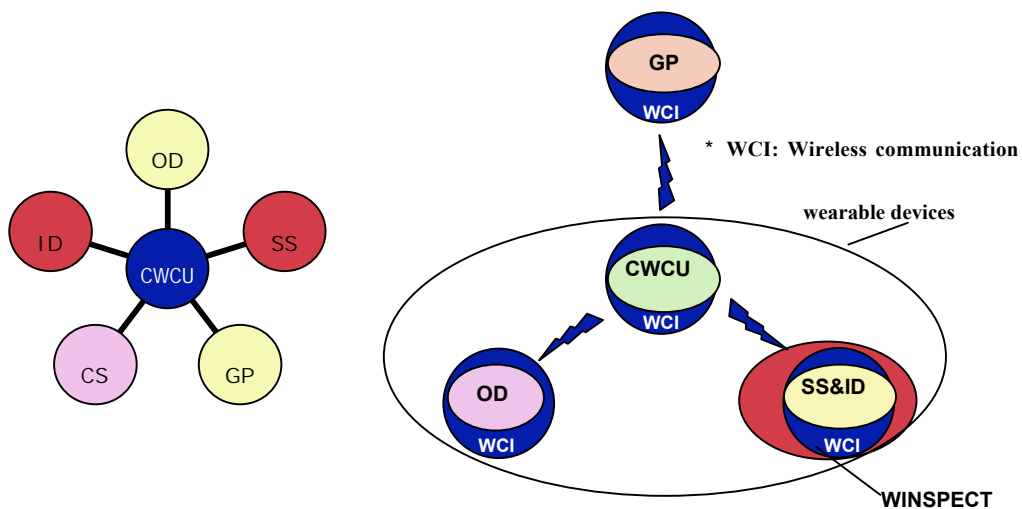 OD
ID
SS
CWCU
CS
GP
GP
WCI
* WCI: Wireless communication
wearable devices
CWCU
WCI
OD
WCI
SS&ID
WCI
WINSPECT